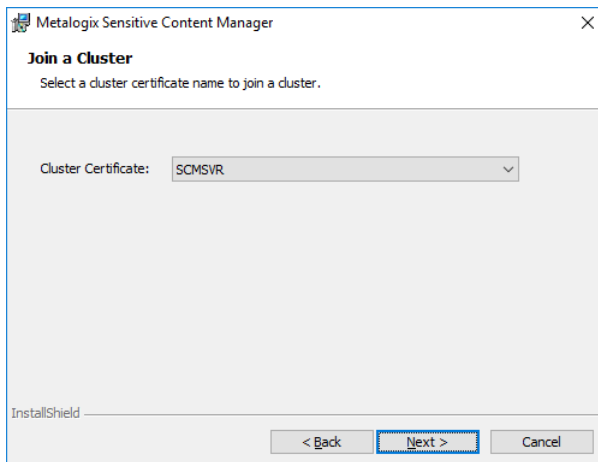 Metalogix Sensitive Content Manager
Join a Cluster
Select a cluster certificate name to join a cluster.
Cluster Certificate: SCMSVR
InstallShield
< Back Next > Cancel